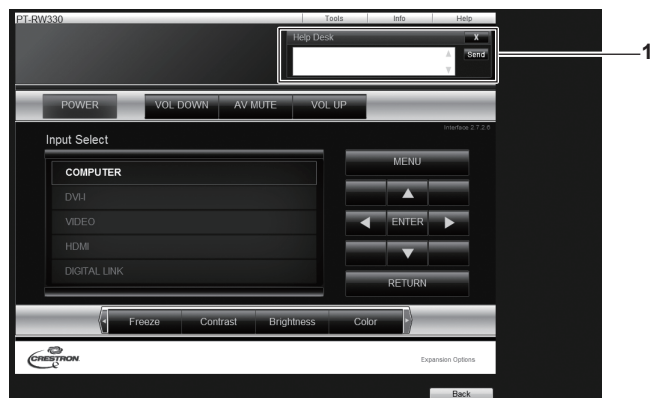 PT-RW330
Tools Info Help
Help Desk X
Send
1
POWER VOL DOWN AV MUTE VOL UP
Interface 2.7.2.6
Input Select
COMPUTER
DVI-I
VIDEO
HDMI
DIGITAL LINK
MENU
ENTER
RETURN
Freeze Contrast Brightness Color
CRESTRON
Expansion Options
Back